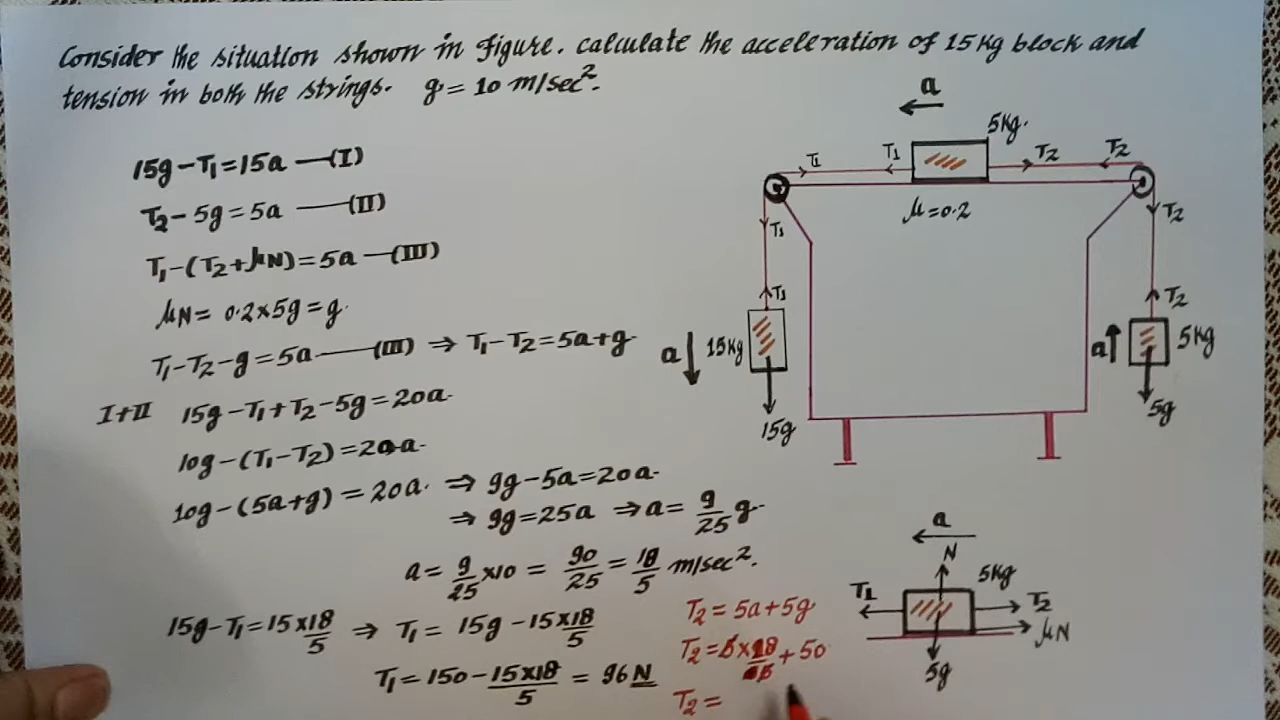 Consider the situation shown in figure. calculate the acceleration of 15 Kg block and
tension in both the strings. g = 10 m/sec².
15g - T₁ = 15a —(I)
T₂ - 5g = 5a —(II)
T₁ - (T₂ + μN) = 5a —(III)
μN = 0.2×5g = g.
T₁ - T₂ - g = 5a —(III) ⇒ T₁ - T₂ = 5a + g
I+II 15g - T₁ + T₂ - 5g = 20a
10g - (T₁ - T₂) = 20a
10g - (5a + g) = 20a ⇒ 9g - 5a = 20a
⇒ 9g = 25a ⇒ a = 9/25 g
a = 9/25 × 10 = 90/25 = 18/5 m/sec².
15g - T₁ = 15×18/5 ⇒ T₁ = 15g - 15×18/5
T₁ = 150 - 15×18/5 = 96 N
T₂ = 5a + 5g
T₂ = 5×18/5 + 50
T₂ =
a
5Kg.
T₁
T₁
T₂
T₂
μ = 0.2
T₁
T₂
T₁
T₂
a
15Kg
a
5Kg
15g
5g
a
N
5Kg
T₁
T₂
μN
5g